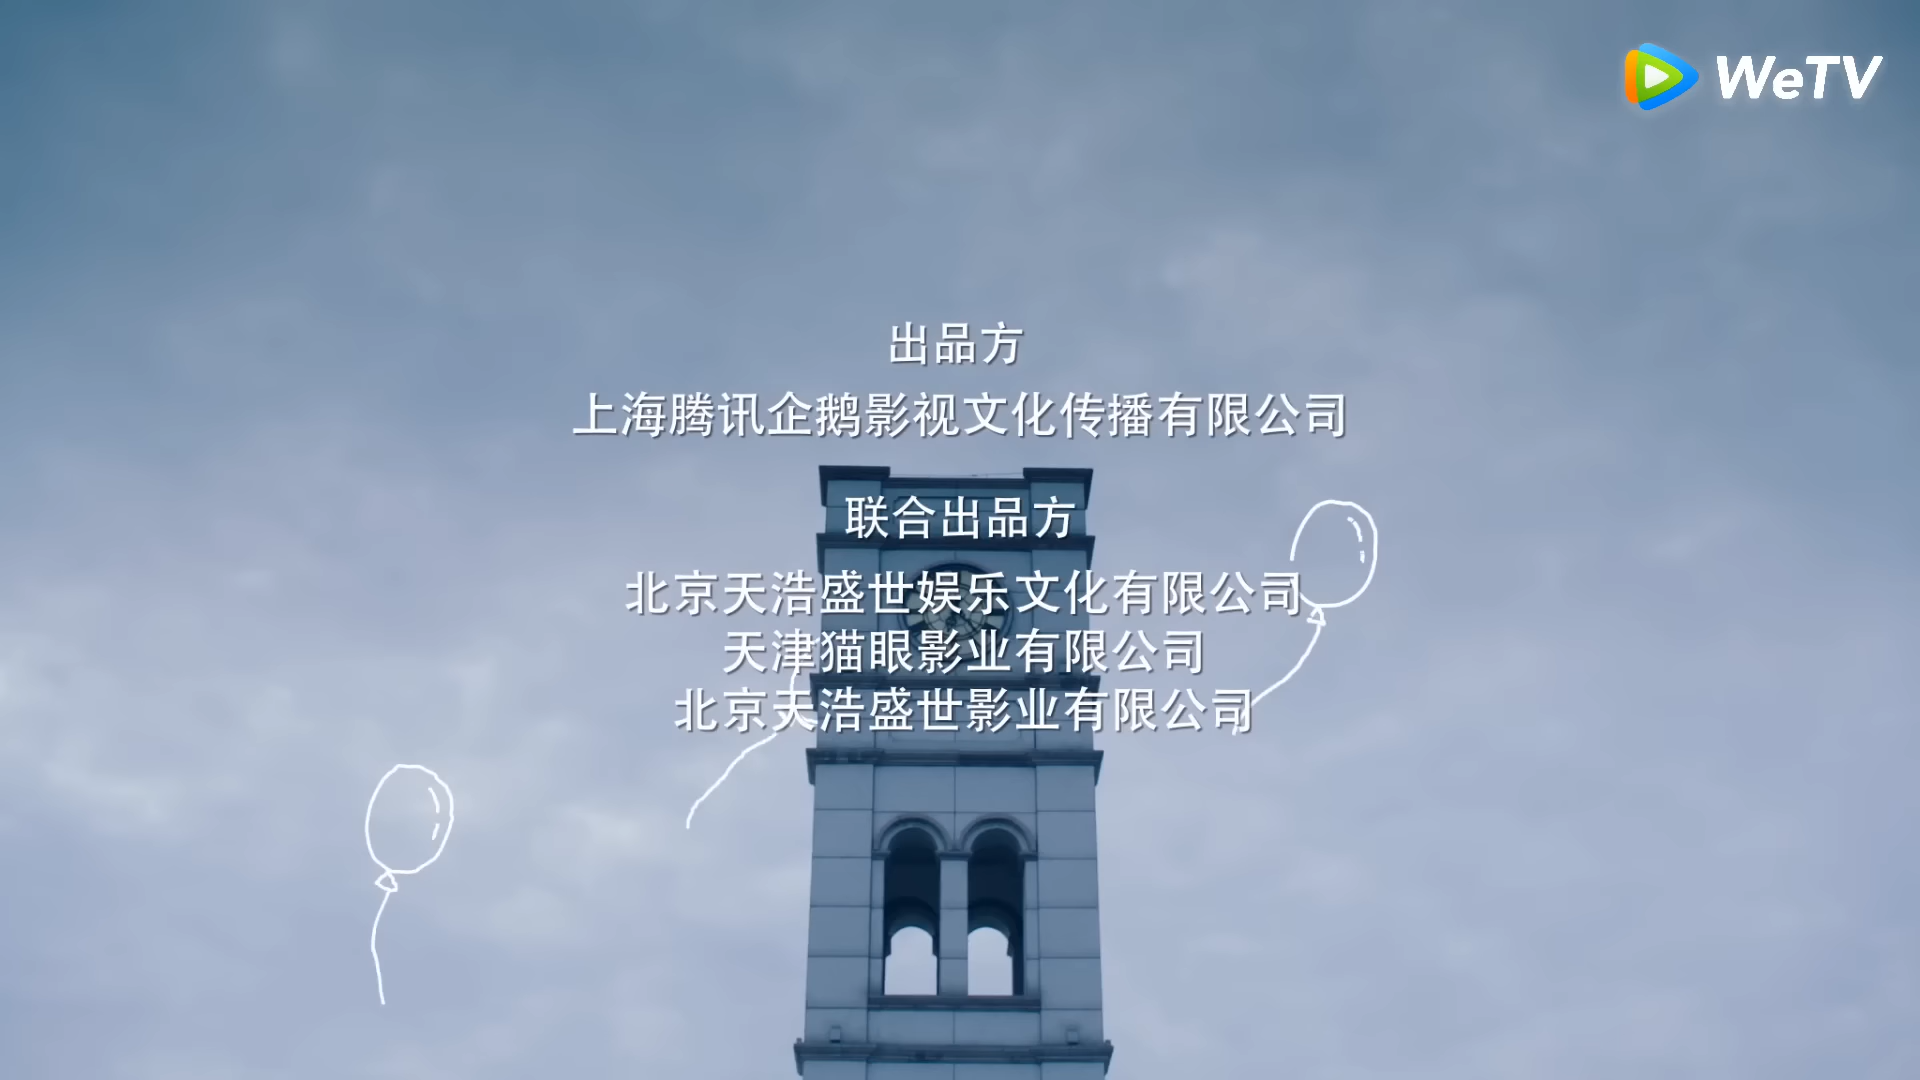 WeTV
出品方
上海腾讯企鹅影视文化传播有限公司
联合出品方
北京天浩盛世娱乐文化有限公司
天津猫眼影业有限公司
北京天浩盛世影业有限公司